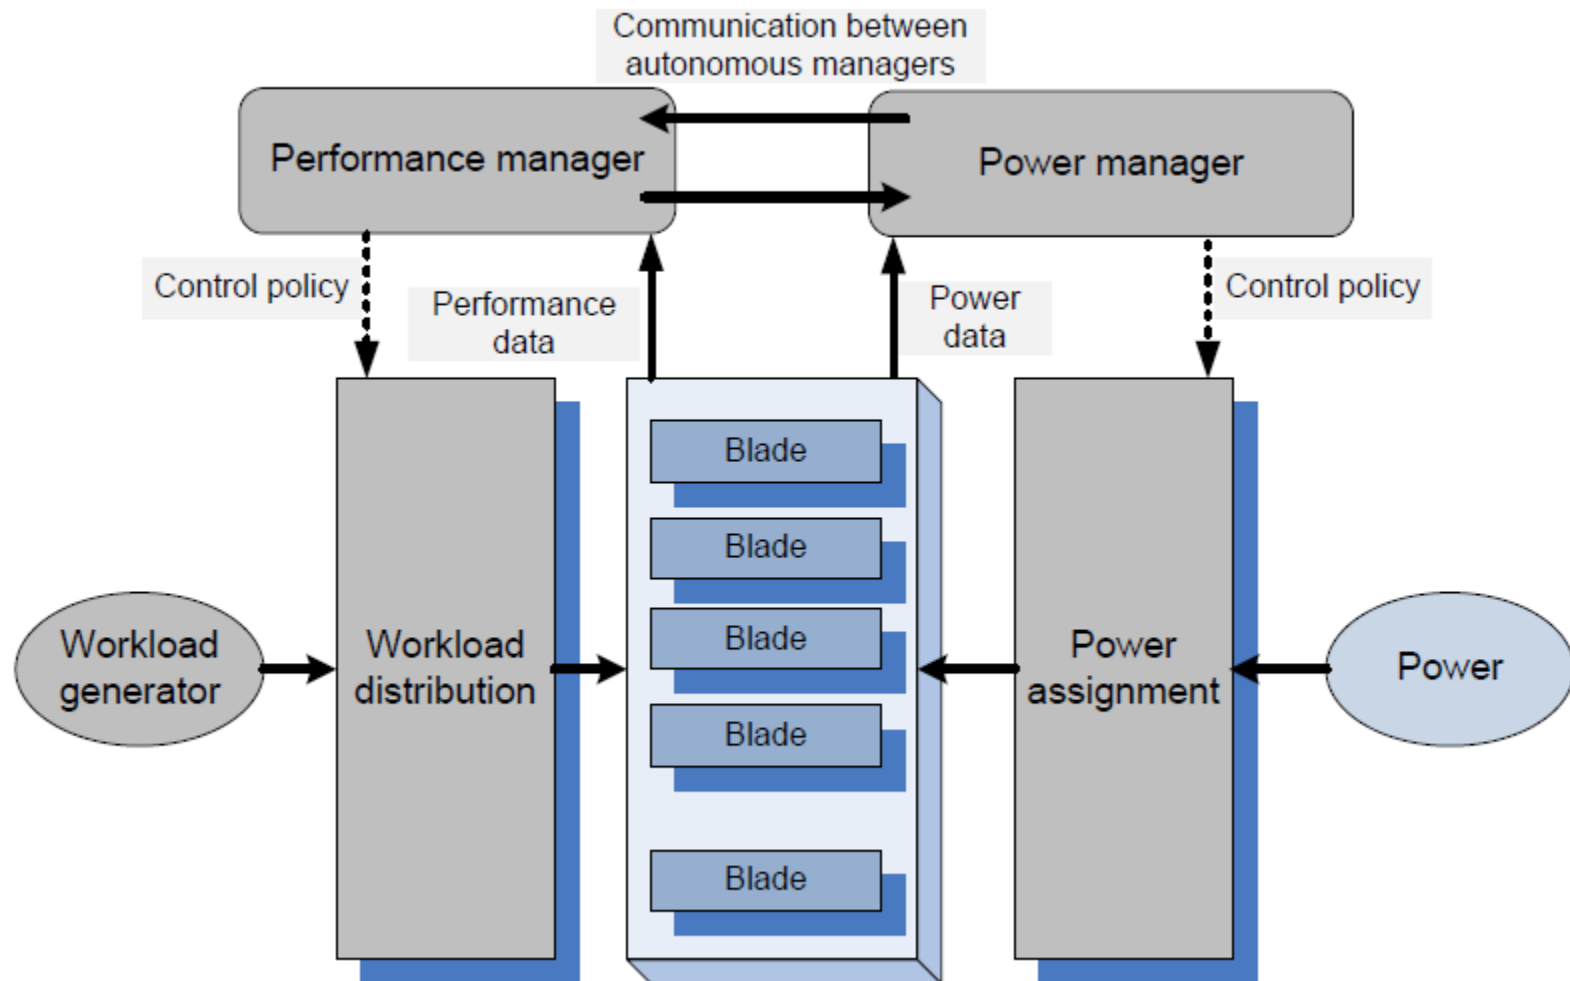 Communication between
autonomous managers
Performance manager
Power manager
Control policy
Performance
data
Power
data
Control policy
Blade
Blade
Blade
Blade
Blade
Workload
generator
Workload
distribution
Power
assignment
Power